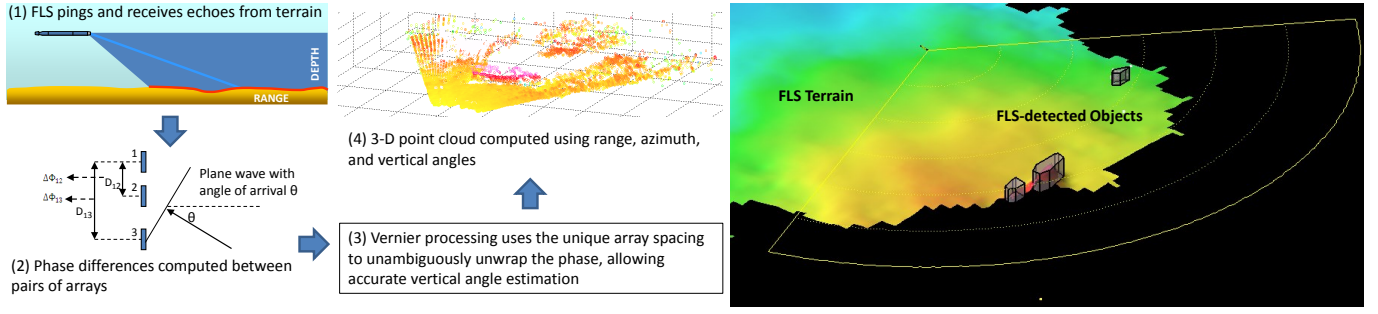 (1) FLS pings and receives echoes from terrain
DEPTH
RANGE
1
2
3
ΔΦ12
ΔΦ13
D12
D13
Plane wave with
angle of arrival θ
θ
(2) Phase differences computed between
pairs of arrays
(3) Vernier processing uses the unique array spacing
to unambiguously unwrap the phase, allowing
accurate vertical angle estimation
(4) 3-D point cloud computed using range, azimuth,
and vertical angles
FLS Terrain
FLS-detected Objects